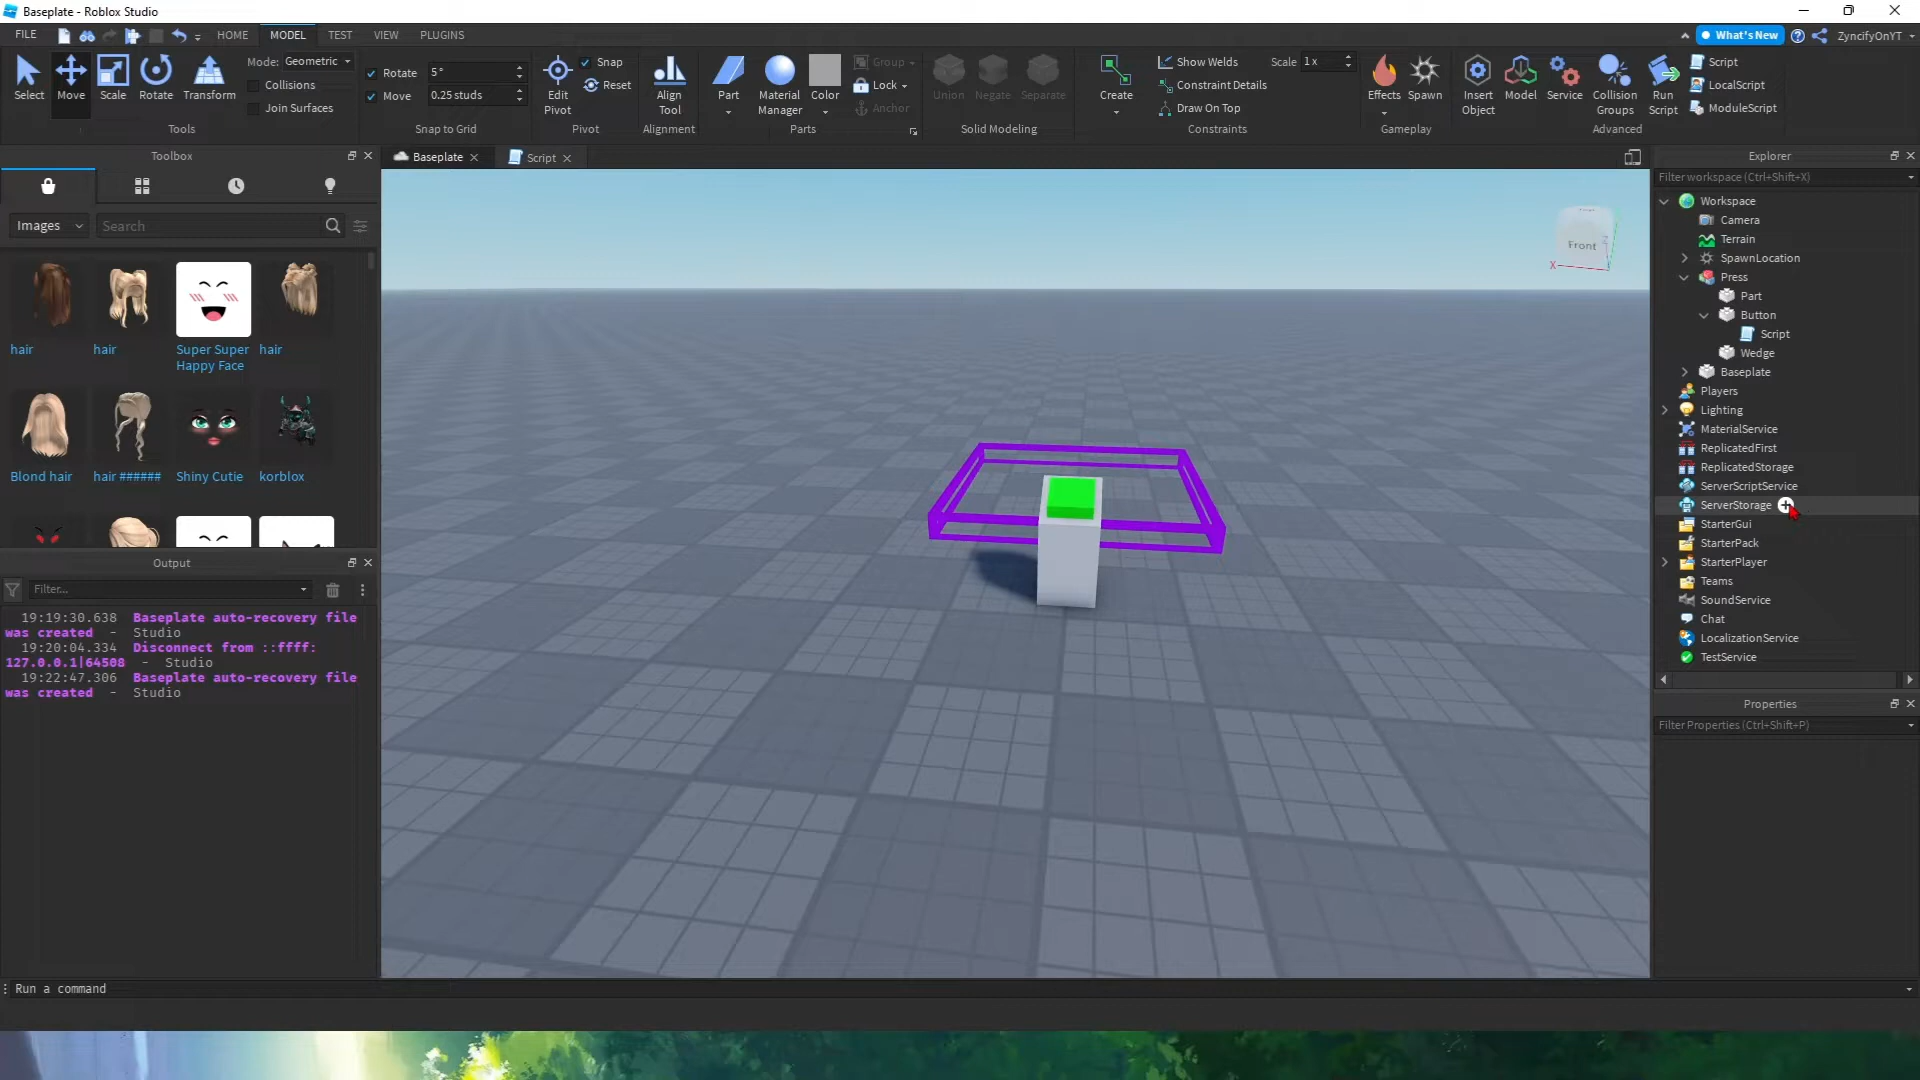 Baseplate - Roblox Studio
FILE HOME MODEL TEST VIEW PLUGINS
What's New ZyncifyOnYT
Select Move Scale Rotate Transform
Mode: Geometric
Collisions
Join Surfaces
Tools
Rotate 5°
Move 0.25 studs
Snap to Grid
Edit Pivot
Snap
Reset
Pivot
Align Tool
Alignment
Part Material Manager Color
Group
Lock
Anchor
Parts
Union Negate Separate
Solid Modeling
Create
Show Welds Scale 1x
Constraint Details
Draw On Top
Constraints
Effects Spawn
Gameplay
Insert Object Model Service Collision Groups Run Script
Script
LocalScript
ModuleScript
Advanced
Toolbox
Images Search
hair hair Super Super Happy Face hair
Blond hair hair ###### Shiny Cutie korblox
Output
Filter...
19:19:30.638 Baseplate auto-recovery file
was created - Studio
19:20:04.334 Disconnect from ::ffff:
127.0.0.1|64508 - Studio
19:22:47.306 Baseplate auto-recovery file
was created - Studio
Baseplate Script
Front
X
Explorer
Filter workspace (Ctrl+Shift+X)
Workspace
Camera
Terrain
SpawnLocation
Press
Part
Button
Script
Wedge
Baseplate
Players
Lighting
MaterialService
ReplicatedFirst
ReplicatedStorage
ServerScriptService
ServerStorage
StarterGui
StarterPack
StarterPlayer
Teams
SoundService
Chat
LocalizationService
TestService
Properties
Filter Properties (Ctrl+Shift+P)
Run a command